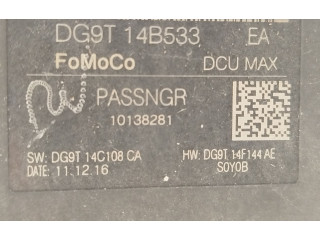 DG9T 14B533 EA
FoMoCo DCU MAX
PASSNGR
10138281
SW: DG9T 14C108 CA HW: DG9T 14F144 AE
DATE: 11.12.16 S0Y0B